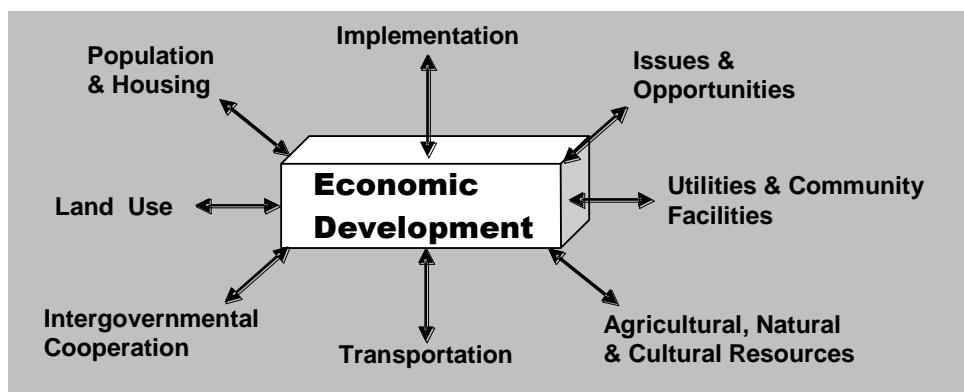 Implementation
Population
& Housing
Issues &
Opportunities
Economic
Development
Land Use
Utilities & Community
Facilities
Intergovernmental
Cooperation
Transportation
Agricultural, Natural
& Cultural Resources